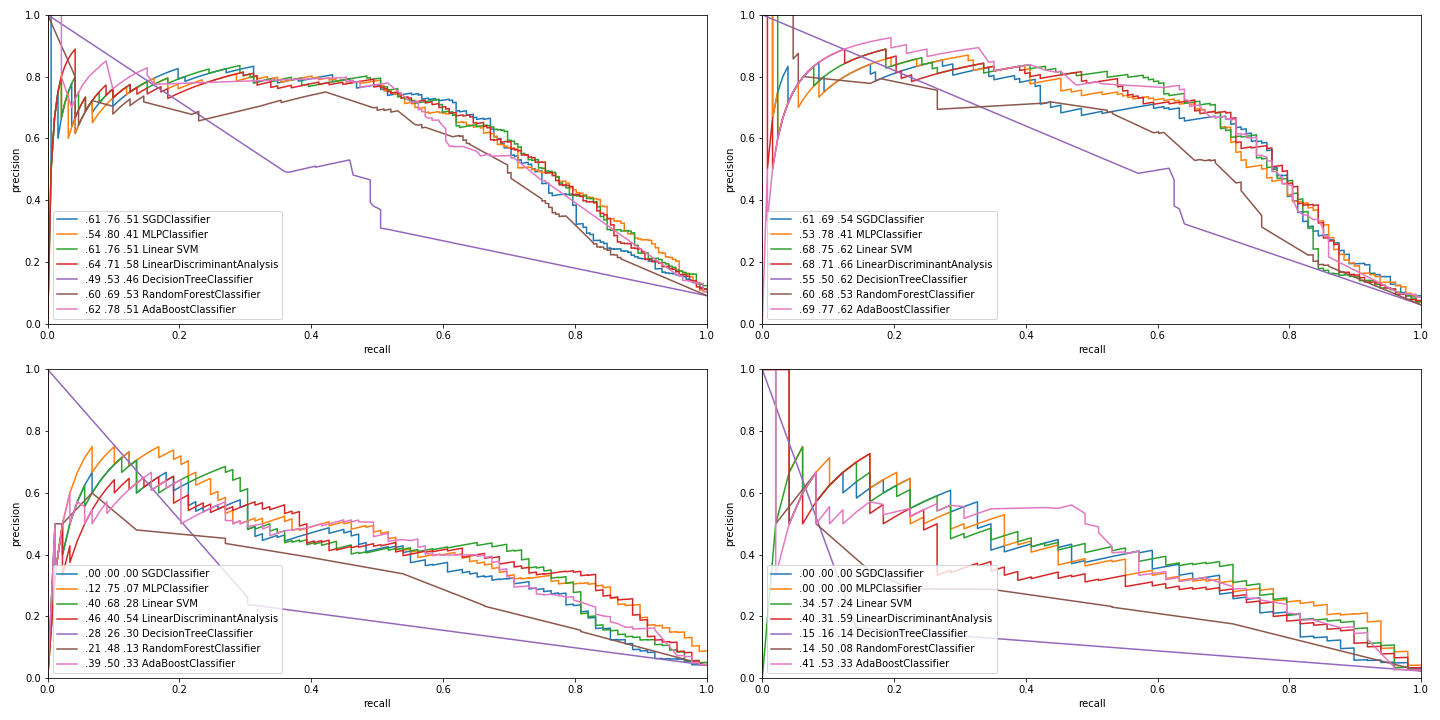 1.0
0.8
0.6
0.4
0.2
0.0
precision
.61 .76 .51 SGDClassifier
.54 .80 .41 MLPClassifier
.61 .76 .51 Linear SVM
.64 .71 .58 LinearDiscriminantAnalysis
.49 .53 .46 DecisionTreeClassifier
.60 .69 .53 RandomForestClassifier
.62 .78 .51 AdaBoostClassifier
0.0 0.2 0.4 0.6 0.8 1.0
recall
1.0
0.8
0.6
0.4
0.2
0.0
precision
.61 .69 .54 SGDClassifier
.53 .78 .41 MLPClassifier
.68 .75 .62 Linear SVM
.68 .71 .66 LinearDiscriminantAnalysis
.55 .50 .62 DecisionTreeClassifier
.60 .68 .53 RandomForestClassifier
.69 .77 .62 AdaBoostClassifier
0.0 0.2 0.4 0.6 0.8 1.0
recall
1.0
0.8
0.6
0.4
0.2
0.0
precision
.00 .00 .00 SGDClassifier
.12 .75 .07 MLPClassifier
.40 .68 .28 Linear SVM
.46 .40 .54 LinearDiscriminantAnalysis
.28 .26 .30 DecisionTreeClassifier
.21 .48 .13 RandomForestClassifier
.39 .50 .33 AdaBoostClassifier
0.0 0.2 0.4 0.6 0.8 1.0
recall
1.0
0.8
0.6
0.4
0.2
0.0
precision
.00 .00 .00 SGDClassifier
.00 .00 .00 MLPClassifier
.34 .57 .24 Linear SVM
.40 .31 .59 LinearDiscriminantAnalysis
.15 .16 .14 DecisionTreeClassifier
.14 .50 .08 RandomForestClassifier
.41 .53 .33 AdaBoostClassifier
0.0 0.2 0.4 0.6 0.8 1.0
recall